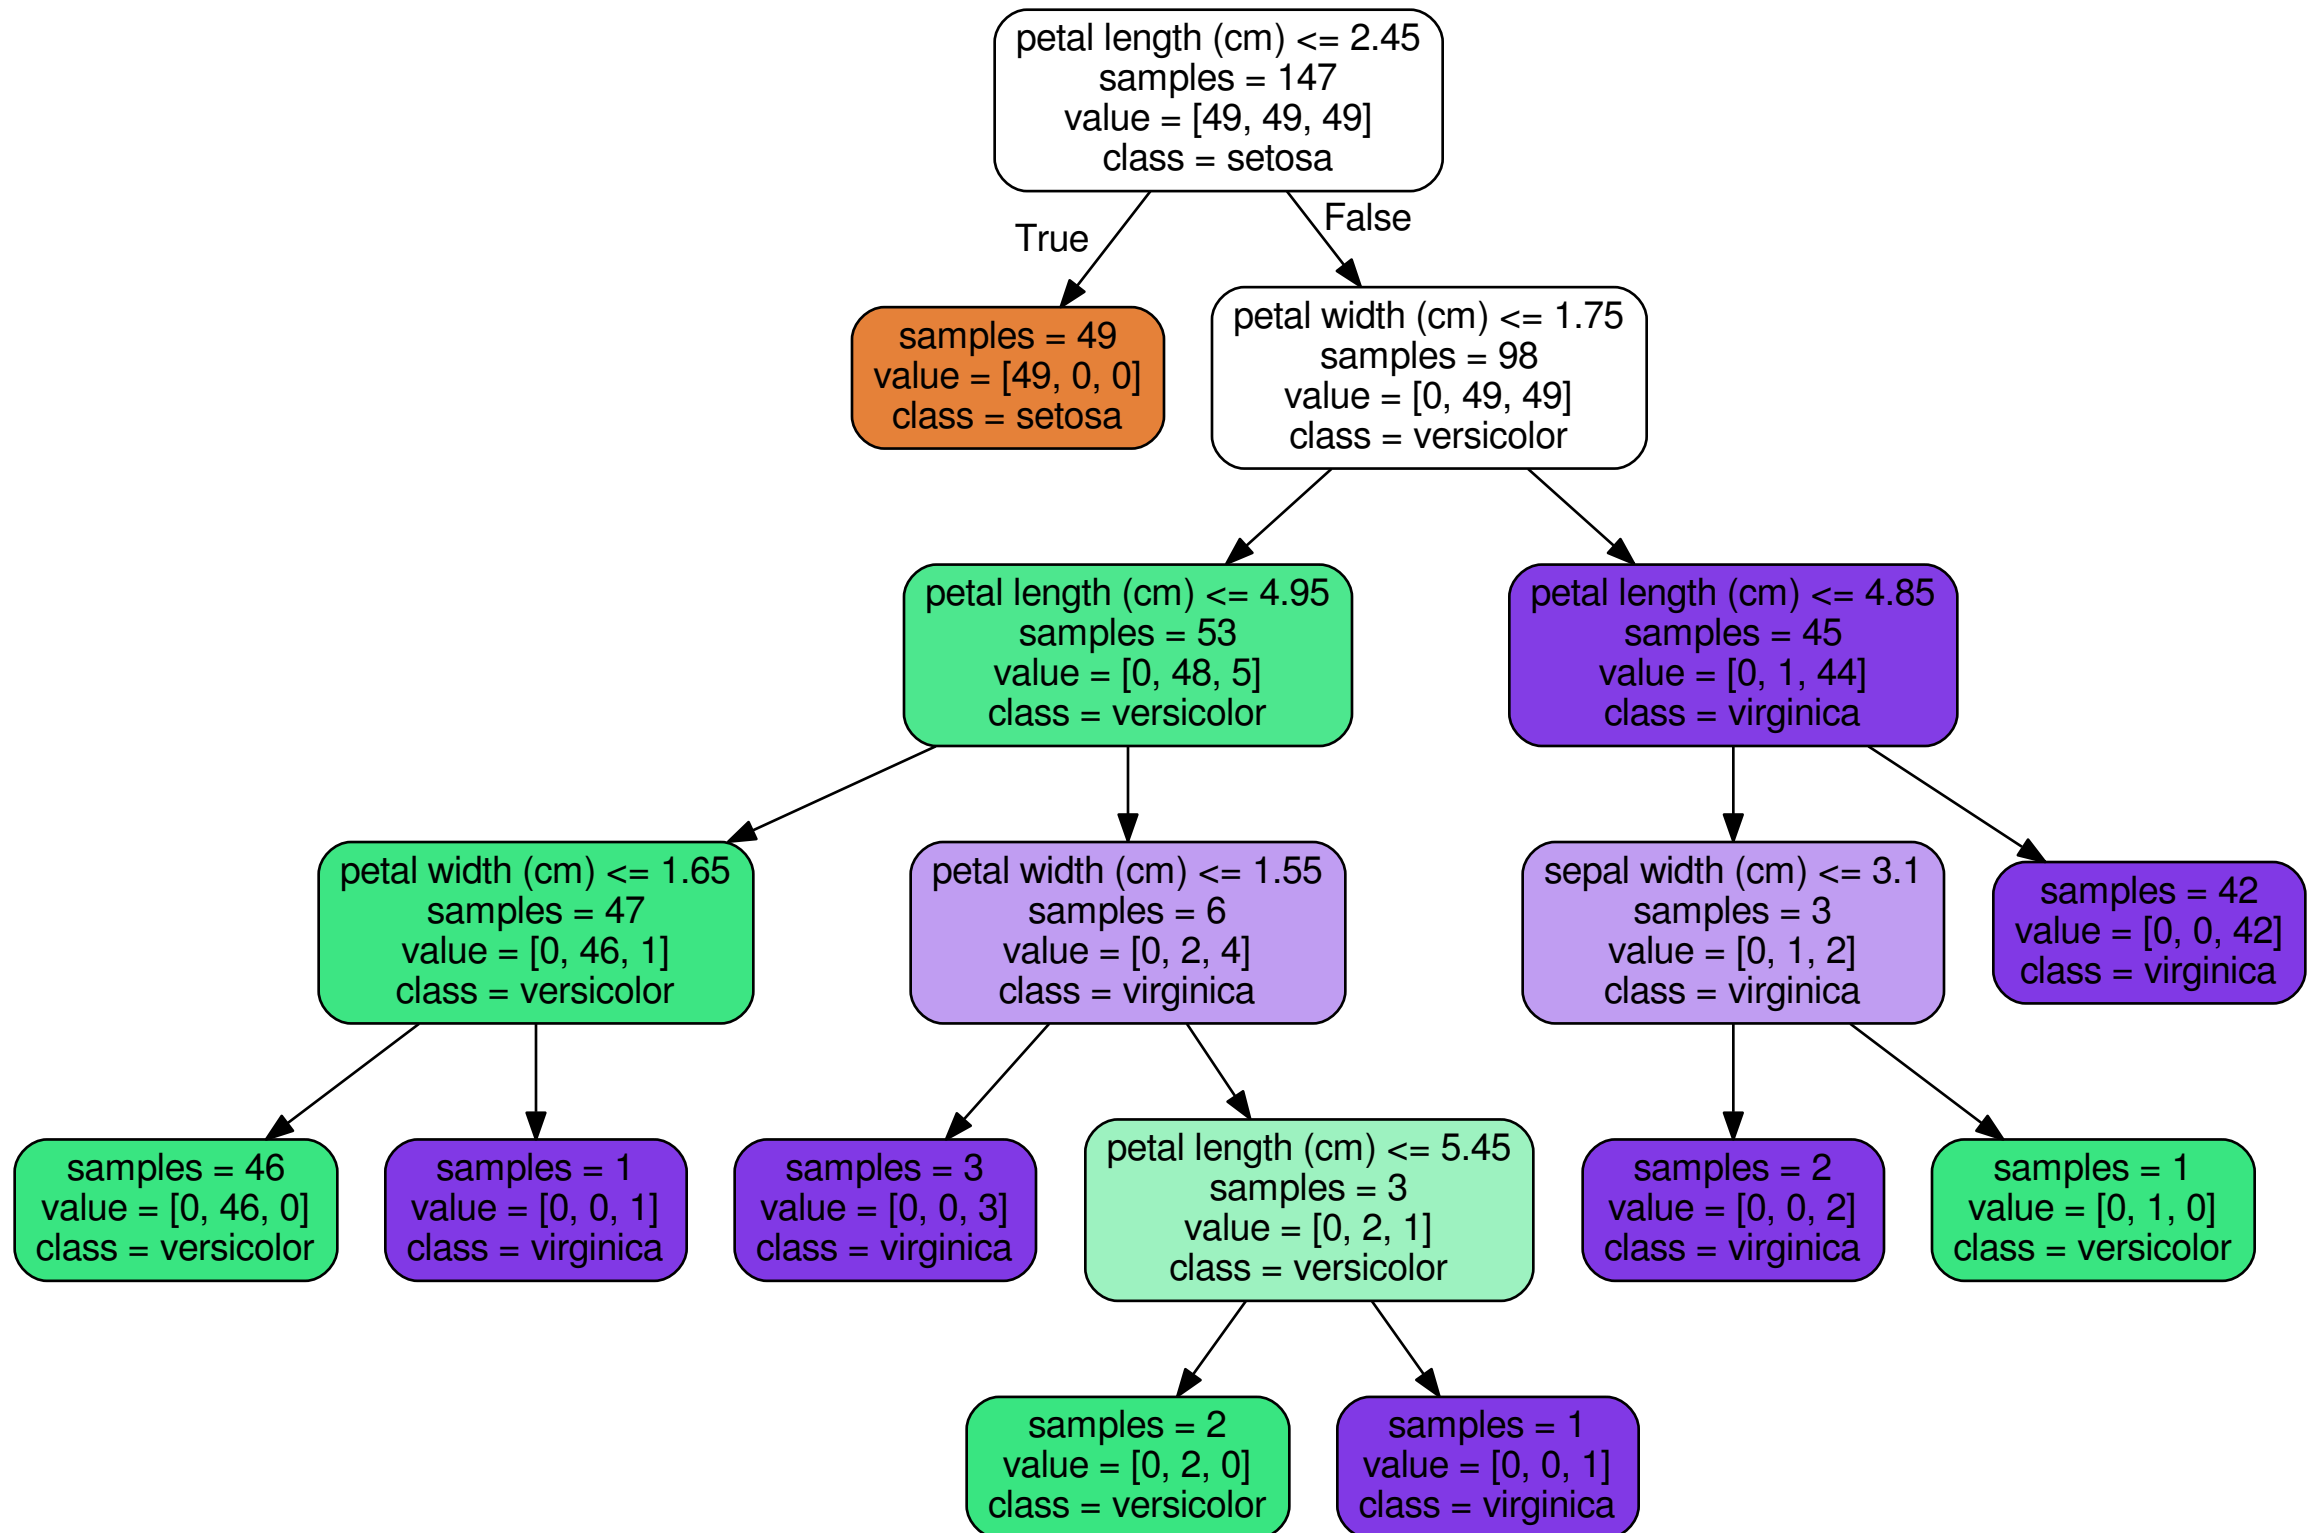 petal length (cm) <= 2.45
samples = 147
value = [49, 49, 49]
class = setosa
True
False
samples = 49
value = [49, 0, 0]
class = setosa
petal width (cm) <= 1.75
samples = 98
value = [0, 49, 49]
class = versicolor
petal length (cm) <= 4.95
samples = 53
value = [0, 48, 5]
class = versicolor
petal length (cm) <= 4.85
samples = 45
value = [0, 1, 44]
class = virginica
petal width (cm) <= 1.65
samples = 47
value = [0, 46, 1]
class = versicolor
petal width (cm) <= 1.55
samples = 6
value = [0, 2, 4]
class = virginica
sepal width (cm) <= 3.1
samples = 3
value = [0, 1, 2]
class = virginica
samples = 42
value = [0, 0, 42]
class = virginica
samples = 46
value = [0, 46, 0]
class = versicolor
samples = 1
value = [0, 0, 1]
class = virginica
samples = 3
value = [0, 0, 3]
class = virginica
petal length (cm) <= 5.45
samples = 3
value = [0, 2, 1]
class = versicolor
samples = 2
value = [0, 0, 2]
class = virginica
samples = 1
value = [0, 1, 0]
class = versicolor
samples = 2
value = [0, 2, 0]
class = versicolor
samples = 1
value = [0, 0, 1]
class = virginica